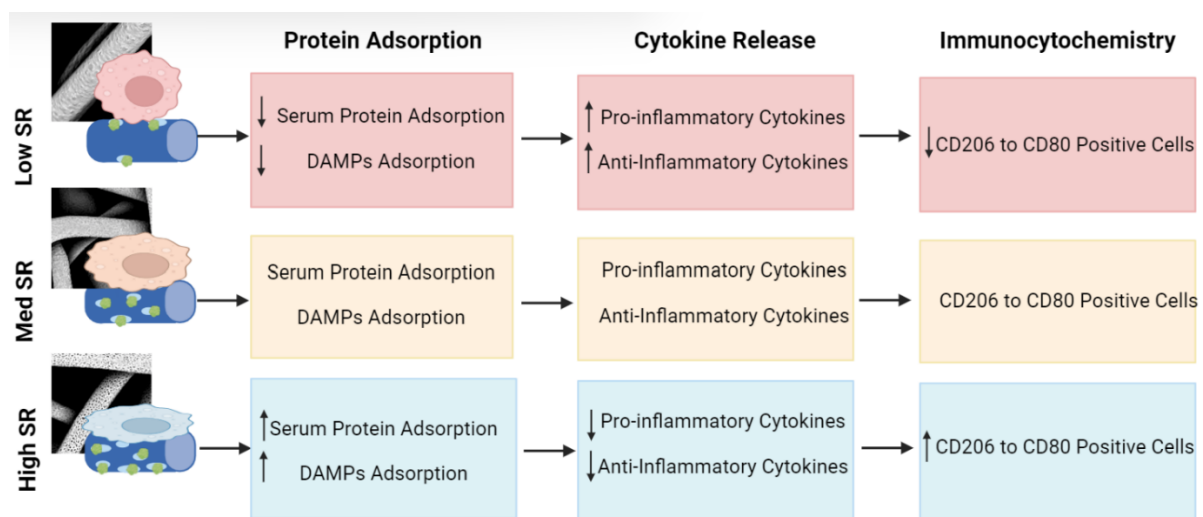 Protein Adsorption
Cytokine Release
Immunocytochemistry
Low SR
Serum Protein Adsorption
DAMPs Adsorption
Pro-inflammatory Cytokines
Anti-Inflammatory Cytokines
CD206 to CD80 Positive Cells
Med SR
Serum Protein Adsorption
DAMPs Adsorption
Pro-inflammatory Cytokines
Anti-Inflammatory Cytokines
CD206 to CD80 Positive Cells
High SR
Serum Protein Adsorption
DAMPs Adsorption
Pro-inflammatory Cytokines
Anti-Inflammatory Cytokines
CD206 to CD80 Positive Cells